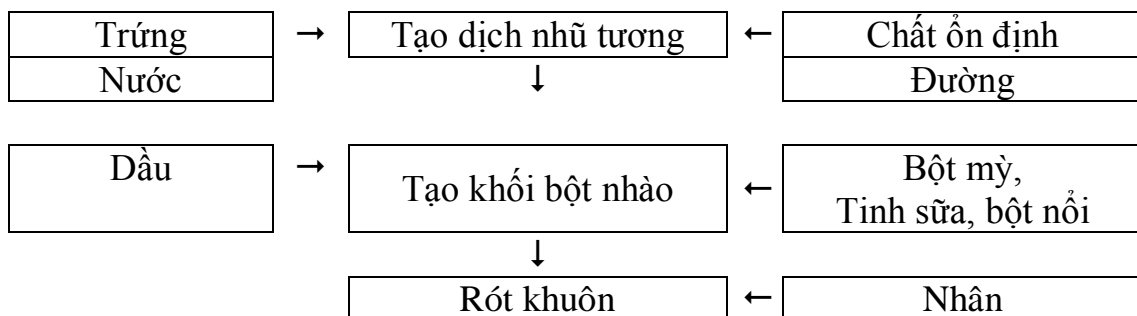 Trứng → Tạo dịch nhũ tương ← Chất ổn định
Nước ↓ Đường
Dầu → Tạo khối bột nhào ← Bột mỳ,
Tinh sữa, bột nổi
↓
Rót khuôn ← Nhân